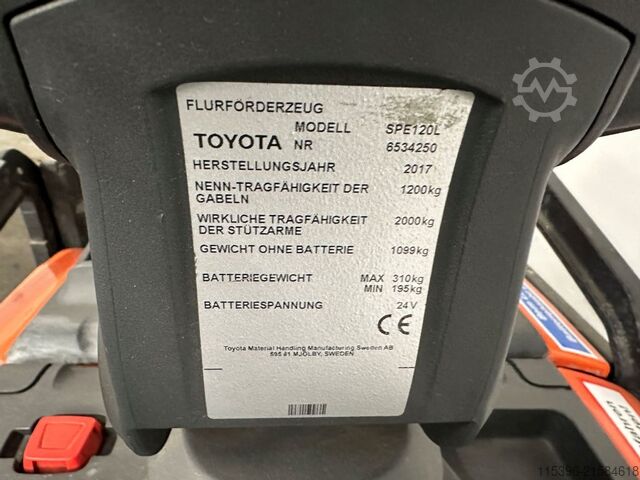 FLURFÖRDERZEUG
MODELL SPE120L
TOYOTA NR 6534250
HERSTELLUNGSJAHR 2017
NENN-TRAGFÄHIGKEIT DER 1200kg
GABELN
WIRKLICHE TRAGFÄHIGKEIT 2000kg
DER STÜTZARME
GEWICHT OHNE BATTERIE 1099kg
BATTERIEGEWICHT MAX 310kg
MIN 195kg
BATTERIESPANNUNG 24V
CE
Toyota Material Handling Manufacturing Sweden AB
595 81 MJÖLBY, SWEDEN
115396-21584618